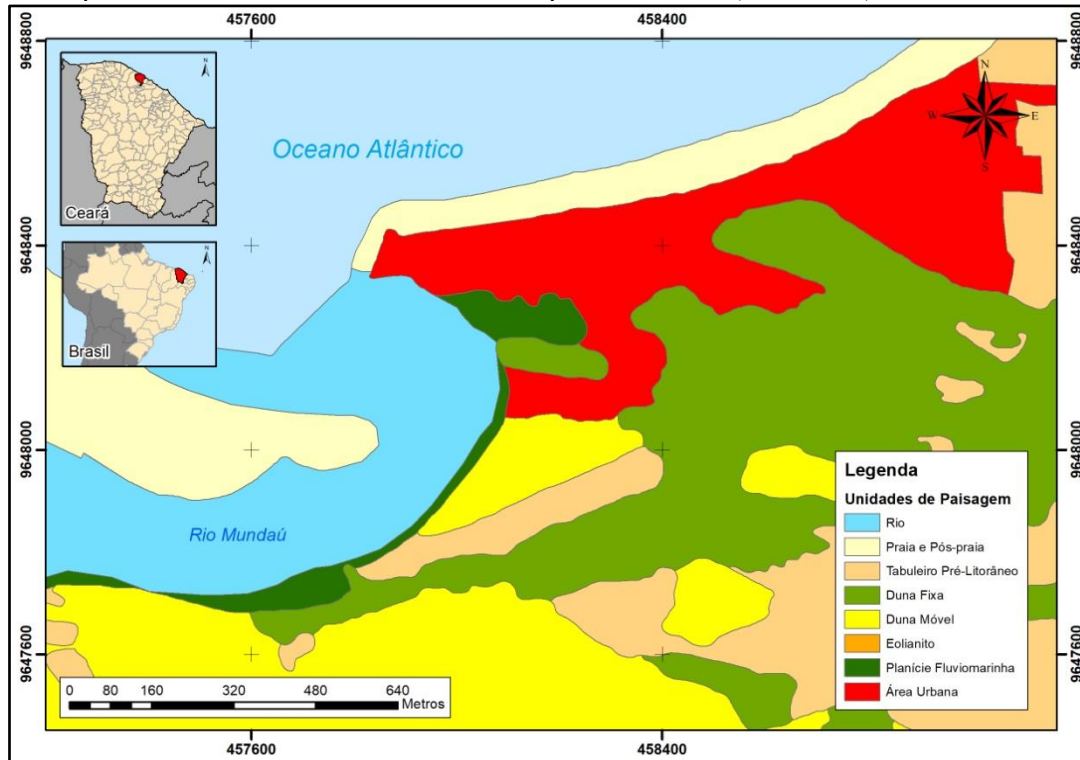 457600
458400
9648800
9648800
N
W
E
S
N
Ceará
Oceano Atlântico
9648400
9648400
N
Brasil
9648000
9648000
Rio Mundaú
Legenda
Unidades de Paisagem
Rio
Praia e Pós-praia
Tabuleiro Pré-Litorâneo
Duna Fixa
Duna Móvel
Eolianito
Planície Fluviomarinha
Área Urbana
9647600
9647600
0 80 160 320 480 640
Metros
457600
458400